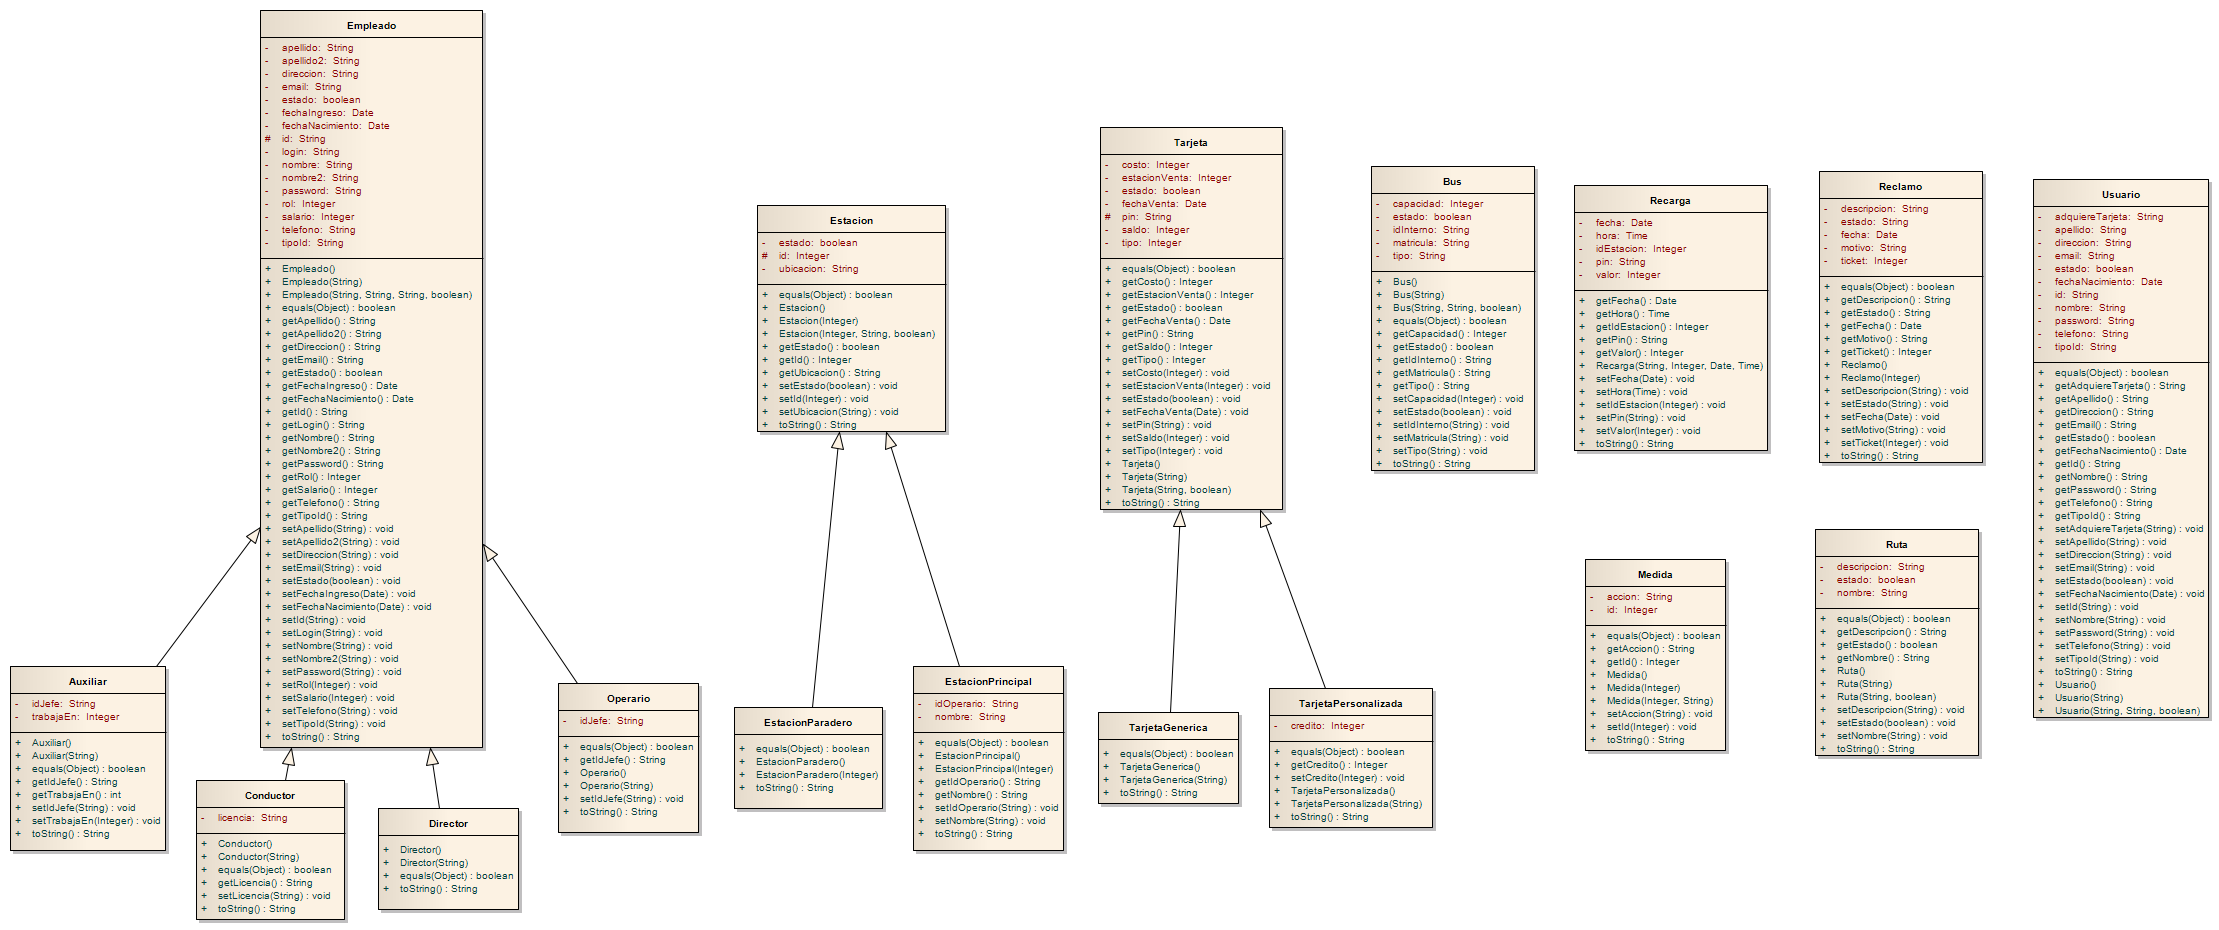 Empleado
- apellido: String
- apellido2: String
- direccion: String
- email: String
- estado: boolean
- fechaIngreso: Date
- fechaNacimiento: Date
# id: String
- login: String
- nombre: String
- nombre2: String
- password: String
- rol: Integer
- salario: Integer
- telefono: String
- tipoId: String
+ Empleado()
+ Empleado(String)
+ Empleado(String, String, String, boolean)
+ equals(Object) : boolean
+ getApellido() : String
+ getApellido2() : String
+ getDireccion() : String
+ getEmail() : String
+ getEstado() : boolean
+ getFechaIngreso() : Date
+ getFechaNacimiento() : Date
+ getId() : String
+ getLogin() : String
+ getNombre() : String
+ getNombre2() : String
+ getPassword() : String
+ getRol() : Integer
+ getSalario() : Integer
+ getTelefono() : String
+ getTipoId() : String
+ setApellido(String) : void
+ setApellido2(String) : void
+ setDireccion(String) : void
+ setEmail(String) : void
+ setEstado(boolean) : void
+ setFechaIngreso(Date) : void
+ setFechaNacimiento(Date) : void
+ setId(String) : void
+ setLogin(String) : void
+ setNombre(String) : void
+ setNombre2(String) : void
+ setPassword(String) : void
+ setRol(Integer) : void
+ setSalario(Integer) : void
+ setTelefono(String) : void
+ setTipoId(String) : void
+ toString() : String
Auxiliar
- idJefe: String
- trabajaEn: Integer
+ Auxiliar()
+ Auxiliar(String)
+ equals(Object) : boolean
+ getIdJefe() : String
+ getTrabajaEn() : int
+ setIdJefe(String) : void
+ setTrabajaEn(Integer) : void
+ toString() : String
Conductor
- licencia: String
+ Conductor()
+ Conductor(String)
+ equals(Object) : boolean
+ getLicencia() : String
+ setLicencia(String) : void
+ toString() : String
Director
+ Director()
+ Director(String)
+ equals(Object) : boolean
+ toString() : String
Operario
- idJefe: String
+ equals(Object) : boolean
+ getIdJefe() : String
+ Operario()
+ Operario(String)
+ setIdJefe(String) : void
+ toString() : String
Estacion
- estado: boolean
# id: Integer
- ubicacion: String
+ equals(Object) : boolean
+ Estacion()
+ Estacion(Integer)
+ Estacion(Integer, String, boolean)
+ getEstado() : boolean
+ getId() : Integer
+ getUbicacion() : String
+ setEstado(boolean) : void
+ setId(Integer) : void
+ setUbicacion(String) : void
+ toString() : String
EstacionParadero
+ equals(Object) : boolean
+ EstacionParadero()
+ EstacionParadero(Integer)
+ toString() : String
EstacionPrincipal
- idOperario: String
- nombre: String
+ equals(Object) : boolean
+ EstacionPrincipal()
+ EstacionPrincipal(Integer)
+ getIdOperario() : String
+ getNombre() : String
+ setIdOperario(String) : void
+ setNombre(String) : void
+ toString() : String
Tarjeta
- costo: Integer
- estacionVenta: Integer
- estado: boolean
- fechaVenta: Date
# pin: String
- saldo: Integer
- tipo: Integer
+ equals(Object) : boolean
+ getCosto() : Integer
+ getEstacionVenta() : Integer
+ getEstado() : boolean
+ getFechaVenta() : Date
+ getPin() : String
+ getSaldo() : Integer
+ getTipo() : Integer
+ setCosto(Integer) : void
+ setEstacionVenta(Integer) : void
+ setEstado(boolean) : void
+ setFechaVenta(Date) : void
+ setPin(String) : void
+ setSaldo(Integer) : void
+ setTipo(Integer) : void
+ Tarjeta()
+ Tarjeta(String)
+ Tarjeta(String, boolean)
+ toString() : String
TarjetaGenerica
+ equals(Object) : boolean
+ TarjetaGenerica()
+ TarjetaGenerica(String)
+ toString() : String
TarjetaPersonalizada
- credito: Integer
+ equals(Object) : boolean
+ getCredito() : Integer
+ setCredito(Integer) : void
+ TarjetaPersonalizada()
+ TarjetaPersonalizada(String)
+ toString() : String
Bus
- capacidad: Integer
- estado: boolean
- idInterno: String
- matricula: String
- tipo: String
+ Bus()
+ Bus(String)
+ Bus(String, String, boolean)
+ equals(Object) : boolean
+ getCapacidad() : Integer
+ getEstado() : boolean
+ getIdInterno() : String
+ getMatricula() : String
+ getTipo() : String
+ setCapacidad(Integer) : void
+ setEstado(boolean) : void
+ setIdInterno(String) : void
+ setMatricula(String) : void
+ setTipo(String) : void
+ toString() : String
Recarga
- fecha: Date
- hora: Time
- idEstacion: Integer
- pin: String
- valor: Integer
+ getFecha() : Date
+ getHora() : Time
+ getIdEstacion() : Integer
+ getPin() : String
+ getValor() : Integer
+ Recarga(String, Integer, Date, Time)
+ setFecha(Date) : void
+ setHora(Time) : void
+ setIdEstacion(Integer) : void
+ setPin(String) : void
+ setValor(Integer) : void
+ toString() : String
Medida
- accion: String
- id: Integer
+ equals(Object) : boolean
+ getAccion() : String
+ getId() : Integer
+ Medida()
+ Medida(Integer)
+ Medida(Integer, String)
+ setAccion(String) : void
+ setId(Integer) : void
+ toString() : String
Reclamo
- descripcion: String
- estado: String
- fecha: Date
- motivo: String
- ticket: Integer
+ equals(Object) : boolean
+ getDescripcion() : String
+ getEstado() : String
+ getFecha() : Date
+ getMotivo() : String
+ getTicket() : Integer
+ Reclamo()
+ Reclamo(Integer)
+ setDescripcion(String) : void
+ setEstado(String) : void
+ setFecha(Date) : void
+ setMotivo(String) : void
+ setTicket(Integer) : void
+ toString() : String
Ruta
- descripcion: String
- estado: boolean
- nombre: String
+ equals(Object) : boolean
+ getDescripcion() : String
+ getEstado() : boolean
+ getNombre() : String
+ Ruta()
+ Ruta(String)
+ Ruta(String, boolean)
+ setDescripcion(String) : void
+ setEstado(boolean) : void
+ setNombre(String) : void
+ toString() : String
Usuario
- adquiereTarjeta: String
- apellido: String
- direccion: String
- email: String
- estado: boolean
- fechaNacimiento: Date
- id: String
- nombre: String
- password: String
- telefono: String
- tipoId: String
+ equals(Object) : boolean
+ getAdquiereTarjeta() : String
+ getApellido() : String
+ getDireccion() : String
+ getEmail() : String
+ getEstado() : boolean
+ getFechaNacimiento() : Date
+ getId() : String
+ getNombre() : String
+ getPassword() : String
+ getTelefono() : String
+ getTipoId() : String
+ setAdquiereTarjeta(String) : void
+ setApellido(String) : void
+ setDireccion(String) : void
+ setEmail(String) : void
+ setEstado(boolean) : void
+ setFechaNacimiento(Date) : void
+ setId(String) : void
+ setNombre(String) : void
+ setPassword(String) : void
+ setTelefono(String) : void
+ setTipoId(String) : void
+ toString() : String
+ Usuario()
+ Usuario(String)
+ Usuario(String, String, boolean)